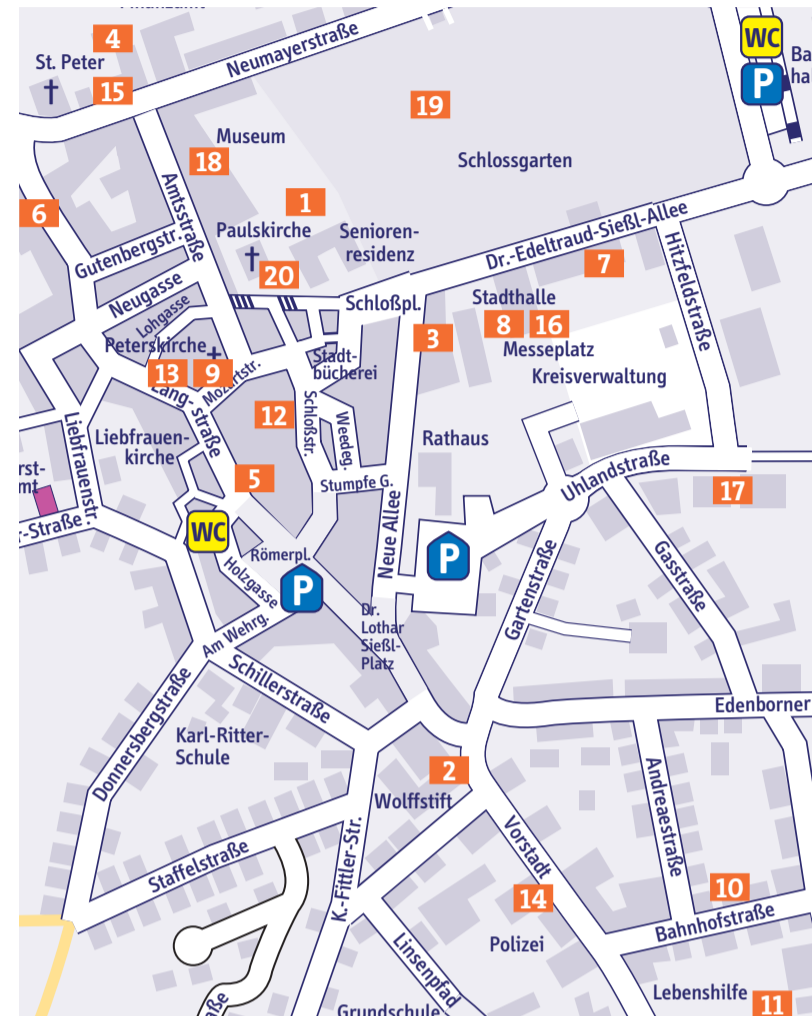 4
St. Peter
15
Neumayerstraße
WC
P
19
Museum
18
Schlossgarten
Amtsstraße
1
6
Paulskirche
Senioren-
residenz
20
Dr.-Edeltraud-Sießl-Allee
7
Hitzfeldstraße
Gutenbergstr.
Neugasse
Lohgasse
Schloßpl.
Stadthalle
3
8
16
Messeplatz
Kreisverwaltung
Peterskirche
13
9
Mozartstr.
Stadt-
bücherei
Lang- straße
12
Schloßstr.
Weedeg.
Liebfrauenstr.
Liebfrauen-
kirche
Rathaus
5
Stumpfe G.
Neue Allee
Uhlandstraße
17
-Straße
WC
Römerpl.
Holzgasse
P
P
Dr.
Lothar
Sießl-
Platz
Gartenstraße
Gasstraße
Am Wehrg.
Schillerstraße
Donnersbergstraße
Karl-Ritter-
Schule
Edenborner
2
Wolffstift
Andreaestraße
Vorstadt
Staffelstraße
K.-Fittler-Str.
14
10
Polizei
Bahnhofstraße
Linsenpfad
Lebenshilfe
11
Grundschule